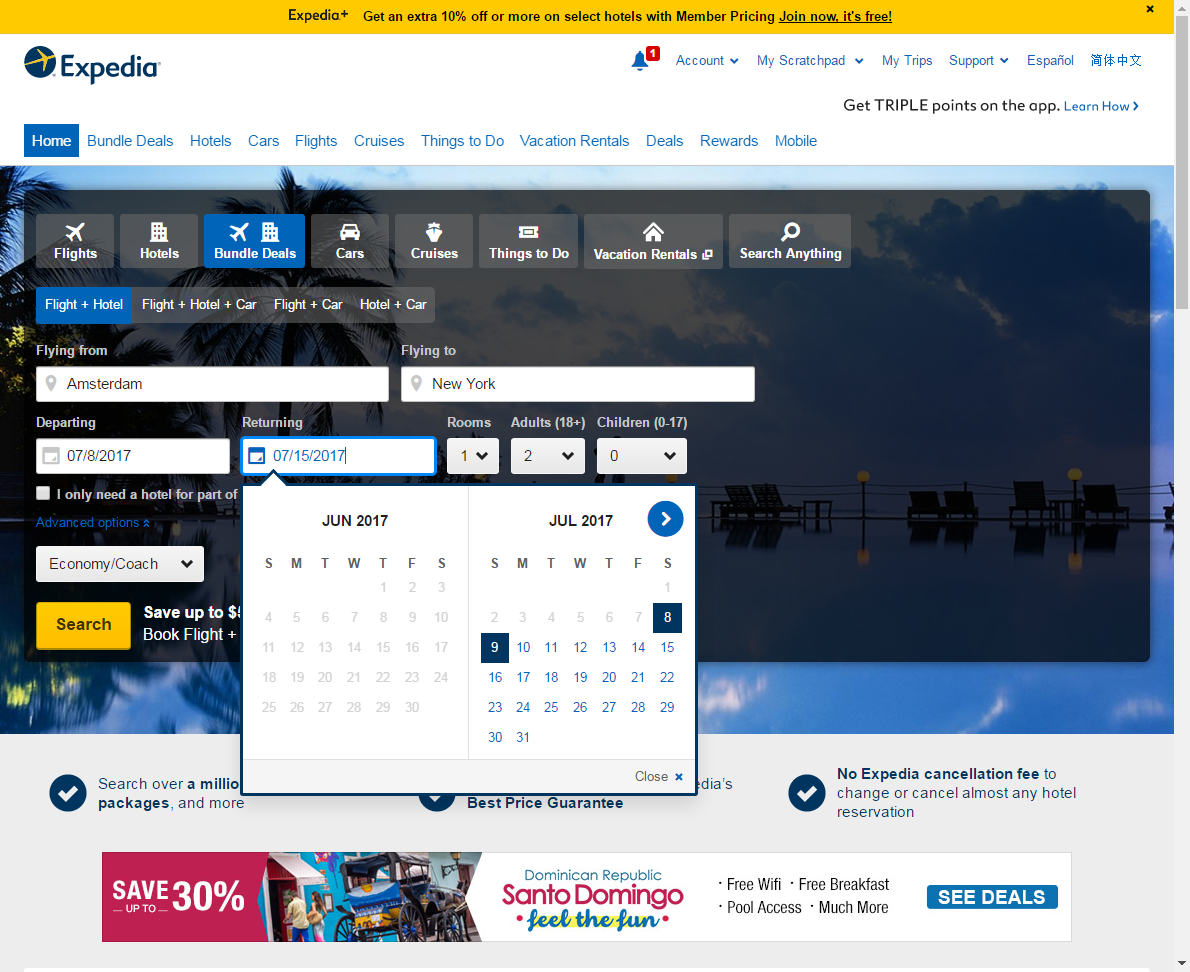 Expedia+ Get an extra 10% off or more on select hotels with Member Pricing Join now, it's free!
Expedia
1 Account My Scratchpad My Trips Support Español 简体中文
Get TRIPLE points on the app. Learn How
Home Bundle Deals Hotels Cars Flights Cruises Things to Do Vacation Rentals Deals Rewards Mobile
Flights Hotels Bundle Deals Cars Cruises Things to Do Vacation Rentals Search Anything
Flight + Hotel Flight + Hotel + Car Flight + Car Hotel + Car
Flying from Flying to
Amsterdam New York
Departing Returning Rooms Adults (18+) Children (0-17)
07/8/2017 07/15/2017 1 2 0
I only need a hotel for part of
Advanced options
Economy/Coach
Search
Save up to $
Book Flight +
JUN 2017 JUL 2017
S M T W T F S S M T W T F S
1 2 3 1
4 5 6 7 8 9 10 2 3 4 5 6 7 8
11 12 13 14 15 16 17 9 10 11 12 13 14 15
18 19 20 21 22 23 24 16 17 18 19 20 21 22
25 26 27 28 29 30 23 24 25 26 27 28 29
30 31
Close ×
Search over a millio
packages, and more
edia's
Best Price Guarantee
No Expedia cancellation fee to
change or cancel almost any hotel
reservation
SAVE UP TO 30%
Dominican Republic
Santo Domingo
feel the fun
· Free Wifi · Free Breakfast
· Pool Access · Much More
SEE DEALS